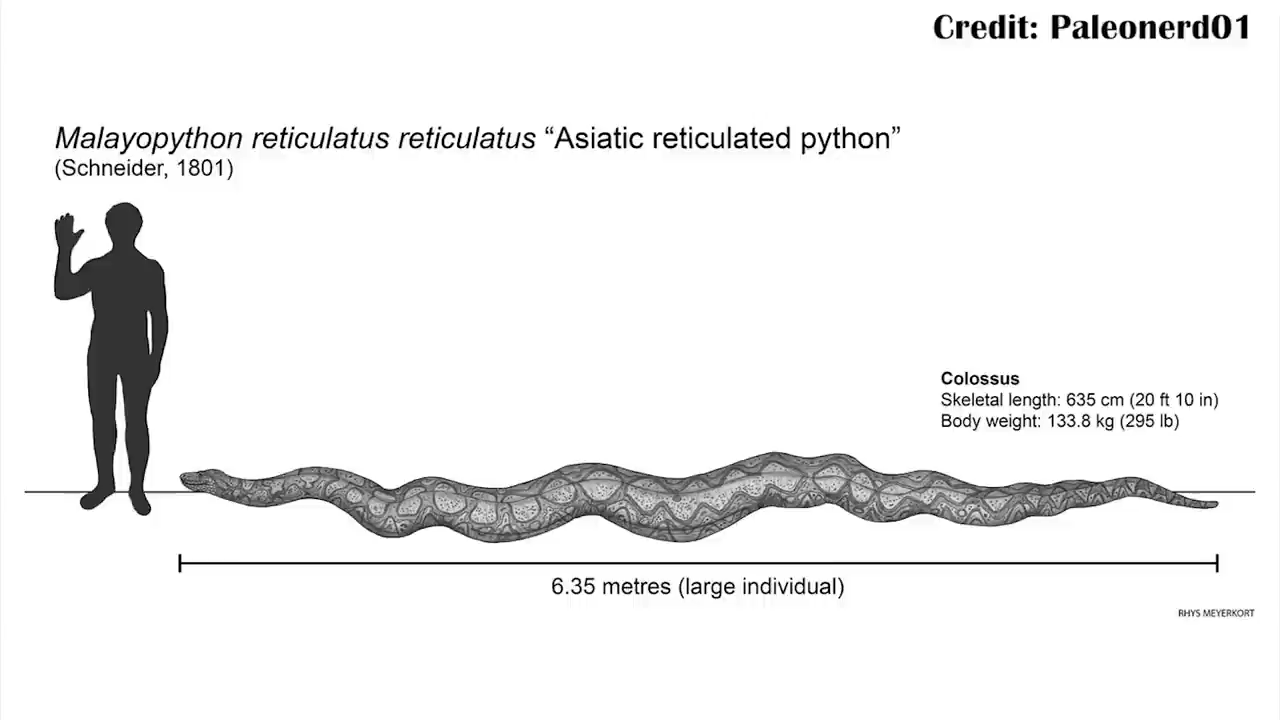 Credit: Paleonerd01
Malayopython reticulatus reticulatus “Asiatic reticulated python”
(Schneider, 1801)
Colossus
Skeletal length: 635 cm (20 ft 10 in)
Body weight: 133.8 kg (295 lb)
6.35 metres (large individual)
RHYS MEYERKORT